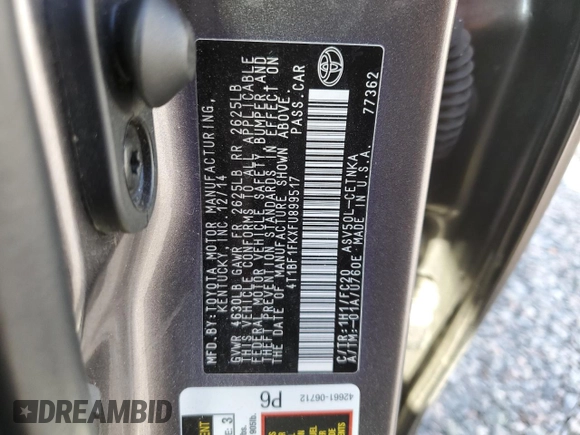 MFD.BY: TOYOTA MOTOR MANUFACTURING,
KENTUCKY, INC. 12/14
GVWR 4630LB GAWR FR 2625LB RR 2625LB
THIS VEHICLE CONFORMS TO ALL APPLICABLE
FEDERAL MOTOR VEHICLE SAFETY, BUMPER, AND
THEFT PREVENTION STANDARDS IN EFFECT ON
THE DATE OF MANUFACTURE SHOWN ABOVE.
4T1BF1FKXFU899517 PASS.CAR
C/TR: 1H1/FC20 ASV50L-CETNKA
A/TM: -01A/U760E MADE IN U.S.A. 77362
P6
42661-06712
DREAMBID